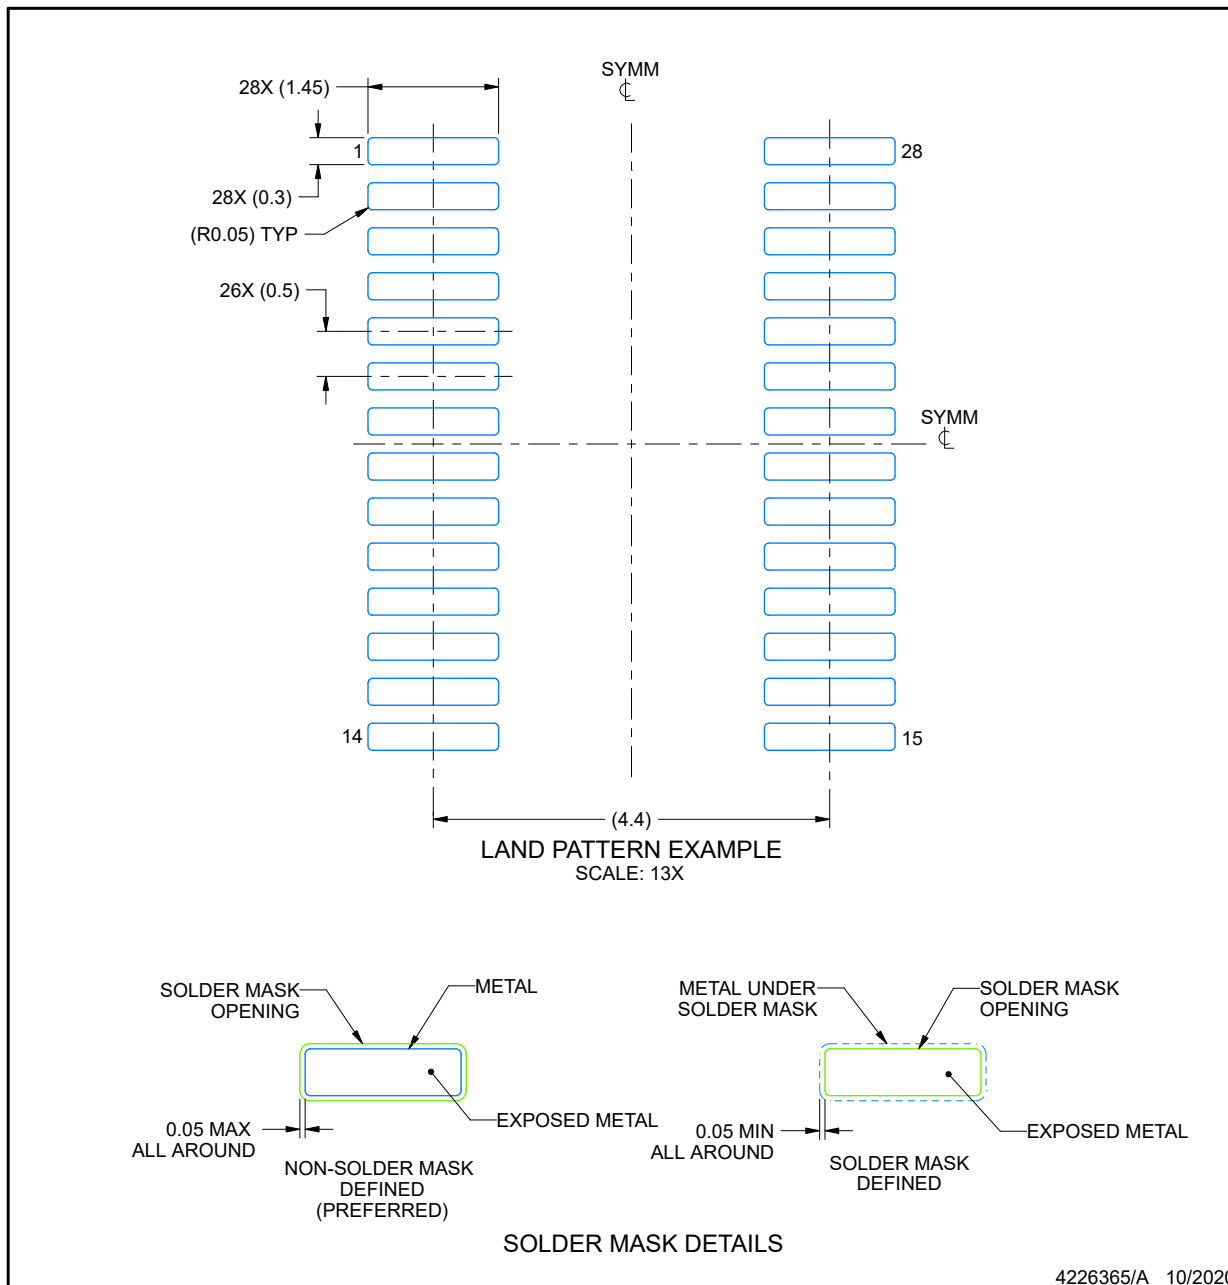 SYMM
℄
28X (1.45)
1
28
28X (0.3)
(R0.05) TYP
26X (0.5)
SYMM
℄
14
15
(4.4)
LAND PATTERN EXAMPLE
SCALE: 13X
SOLDER MASK
OPENING
METAL
EXPOSED METAL
0.05 MAX
ALL AROUND
NON-SOLDER MASK
DEFINED
(PREFERRED)
METAL UNDER
SOLDER MASK
SOLDER MASK
OPENING
EXPOSED METAL
0.05 MIN
ALL AROUND
SOLDER MASK
DEFINED
SOLDER MASK DETAILS
4226365/A 10/2020